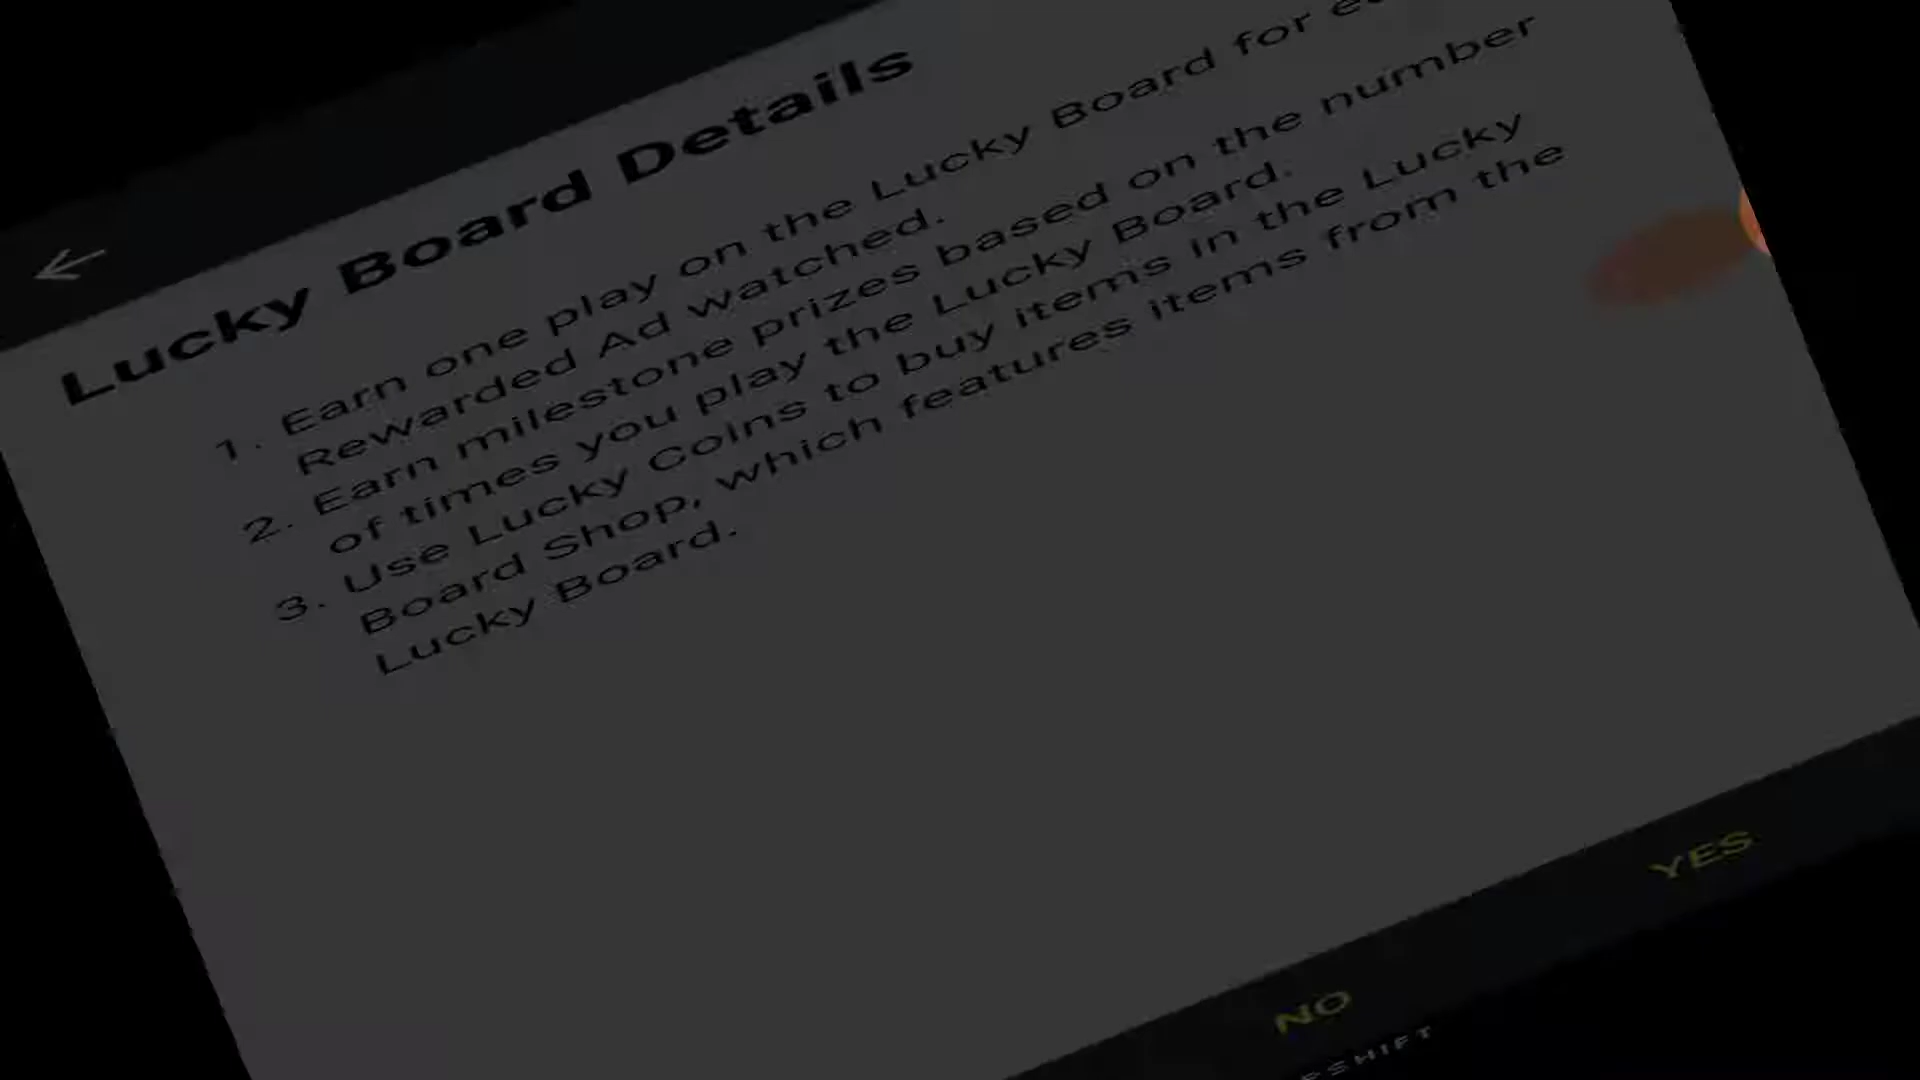 Lucky Board Details
1. Earn one play on the Lucky Board for
Rewarded Ad watched.
2. Earn milestone prizes based on the number
of times you play the Lucky Board.
3. Use Lucky Coins to buy items in the Lucky
Board Shop, which features items from the
Lucky Board.
YES
NO